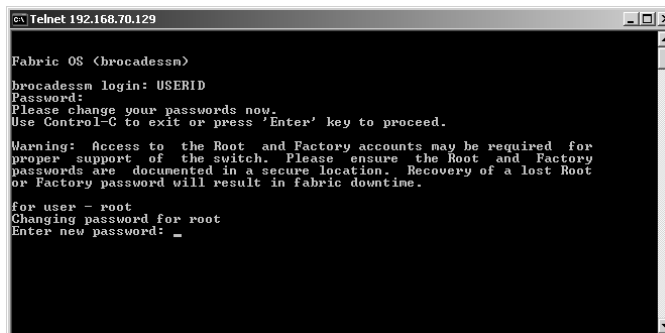 Telnet 192.168.70.129
Fabric OS (brocadessm)
brocadessm login: USERID
Password:
Please change your passwords now.
Use Control-C to exit or press 'Enter' key to proceed.
Warning: Access to the Root and Factory accounts may be required for
proper support of the switch. Please ensure the Root and Factory
passwords are documented in a secure location. Recovery of a lost Root
or Factory password will result in fabric downtime.
for user - root
Changing password for root
Enter new password: _